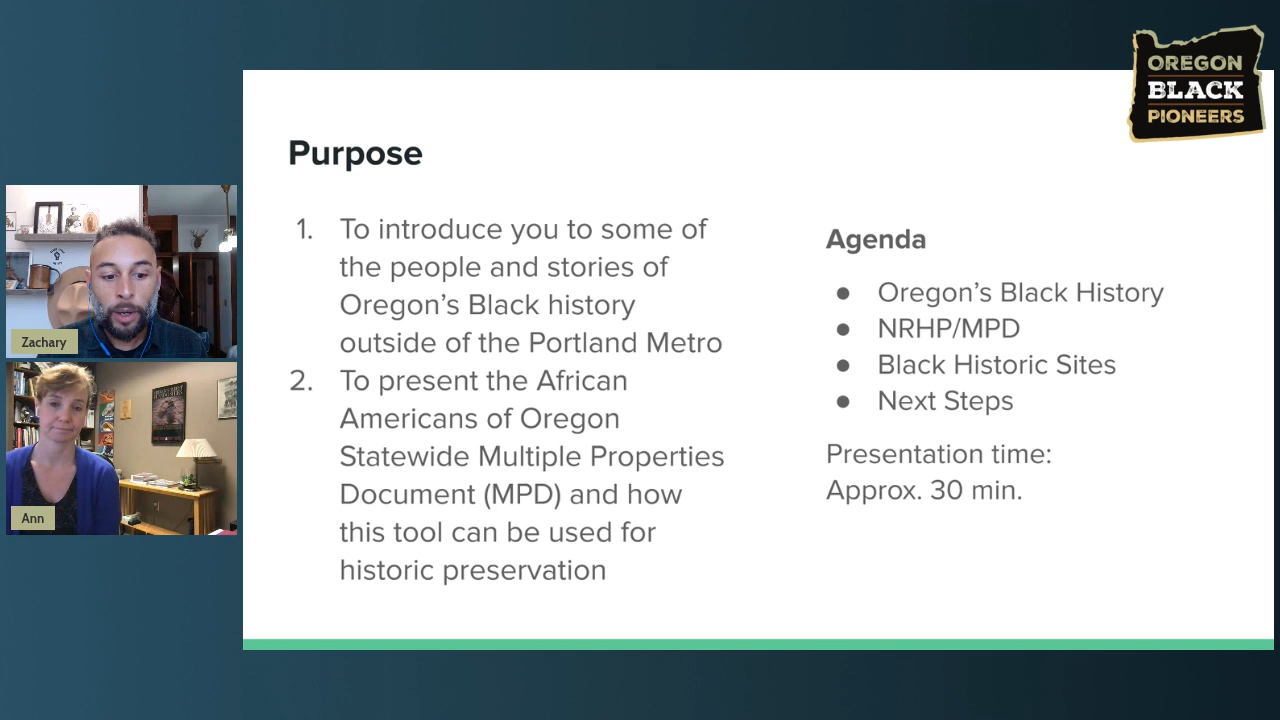 OREGON
BLACK
PIONEERS
Purpose
1. To introduce you to some of
the people and stories of
Oregon’s Black history
outside of the Portland Metro
2. To present the African
Americans of Oregon
Statewide Multiple Properties
Document (MPD) and how
this tool can be used for
historic preservation
Agenda
● Oregon’s Black History
● NRHP/MPD
● Black Historic Sites
● Next Steps
Presentation time:
Approx. 30 min.
Zachary
Ann